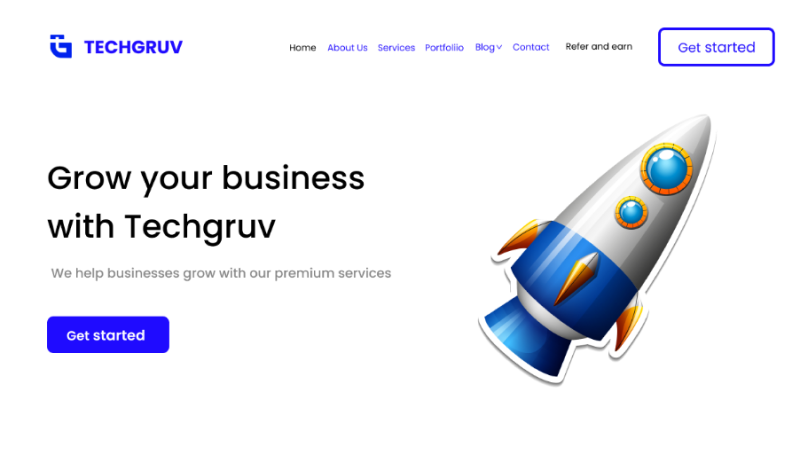 TECHGRUV
Home About Us Services Portfollio Blog Contact Refer and earn Get started
Grow your business
with Techgruv
We help businesses grow with our premium services
Get started